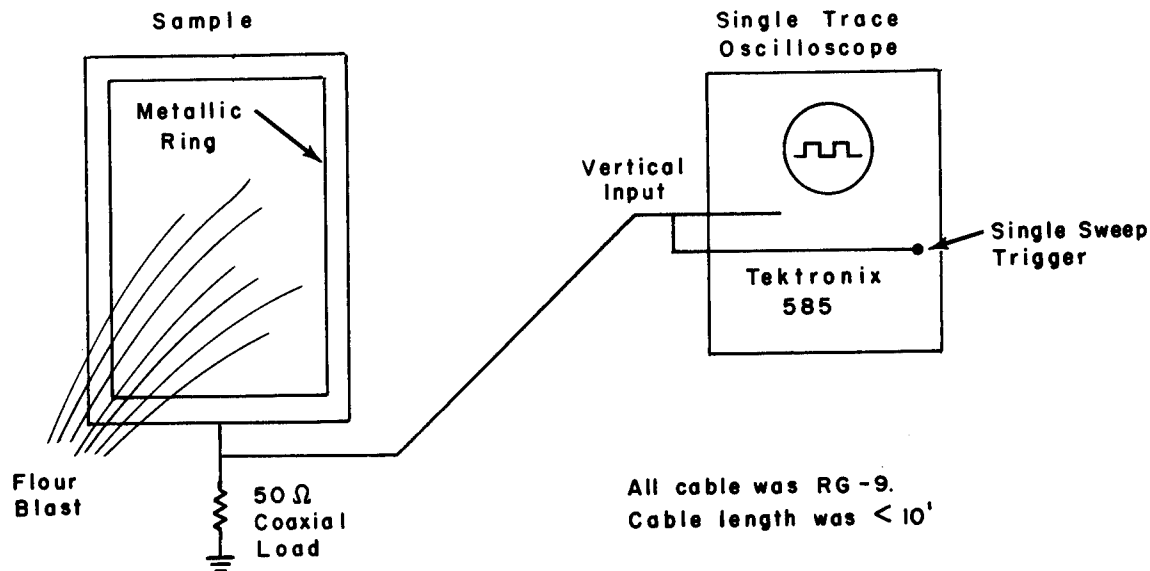 Sample
Single Trace
Oscilloscope
Metallic
Ring
Vertical
Input
Single Sweep
Trigger
Tektronix
585
Flour
Blast
50 Ω
Coaxial
Load
All cable was RG-9.
Cable length was < 10'